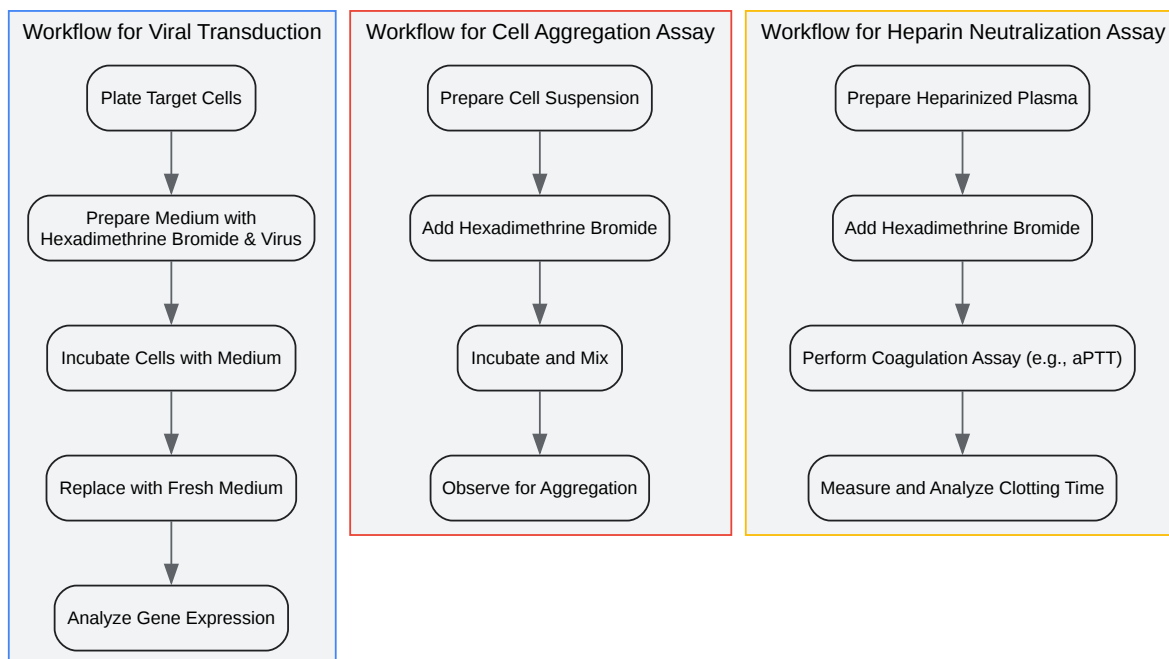 Workflow for Viral Transduction
Plate Target Cells
Prepare Medium with
Hexadimethrine Bromide & Virus
Incubate Cells with Medium
Replace with Fresh Medium
Analyze Gene Expression
Workflow for Cell Aggregation Assay
Prepare Cell Suspension
Add Hexadimethrine Bromide
Incubate and Mix
Observe for Aggregation
Workflow for Heparin Neutralization Assay
Prepare Heparinized Plasma
Add Hexadimethrine Bromide
Perform Coagulation Assay (e.g., aPTT)
Measure and Analyze Clotting Time